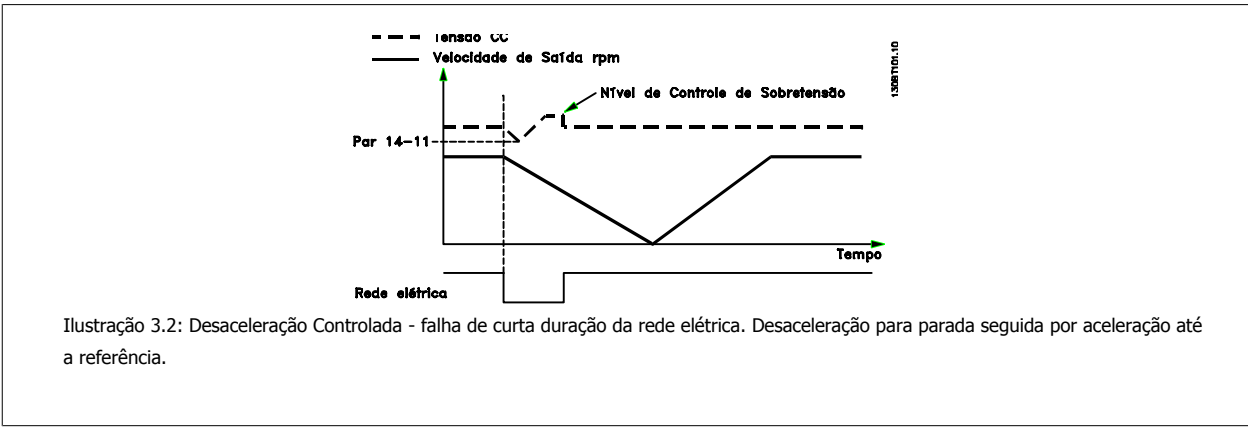 Tensão CC
Velocidade de Saída rpm
130BT101.10
Nível de Controle de Sobretensão
Par 14-11
Tempo
Rede elétrica
Ilustração 3.2: Desaceleração Controlada - falha de curta duração da rede elétrica. Desaceleração para parada seguida por aceleração até
a referência.